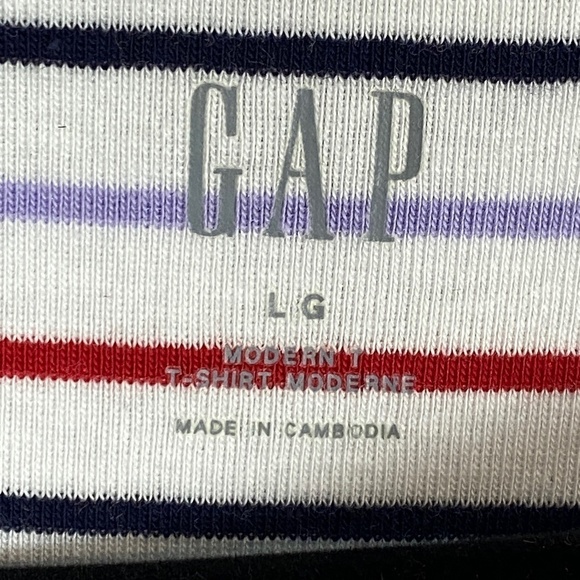 GAP
LG
MODERN T
T-SHIRT MODERNE
MADE IN CAMBODIA